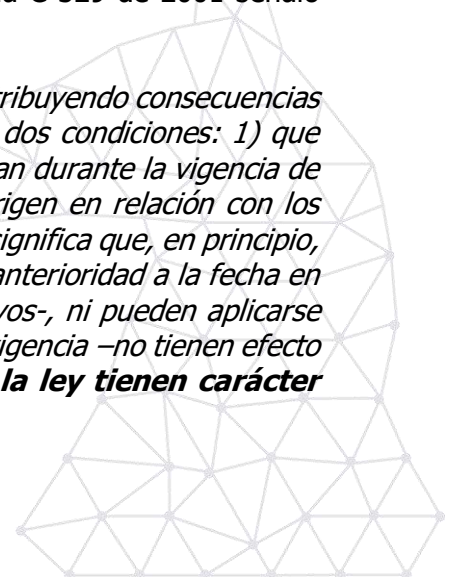 C-329 de 2001 señaló
tribuyendo consecuencias
dos condiciones: 1) que
an durante la vigencia de
rigen en relación con los
significa que, en principio,
anterioridad a la fecha en
vos-, ni pueden aplicarse
igencia –no tienen efecto
la ley tienen carácter